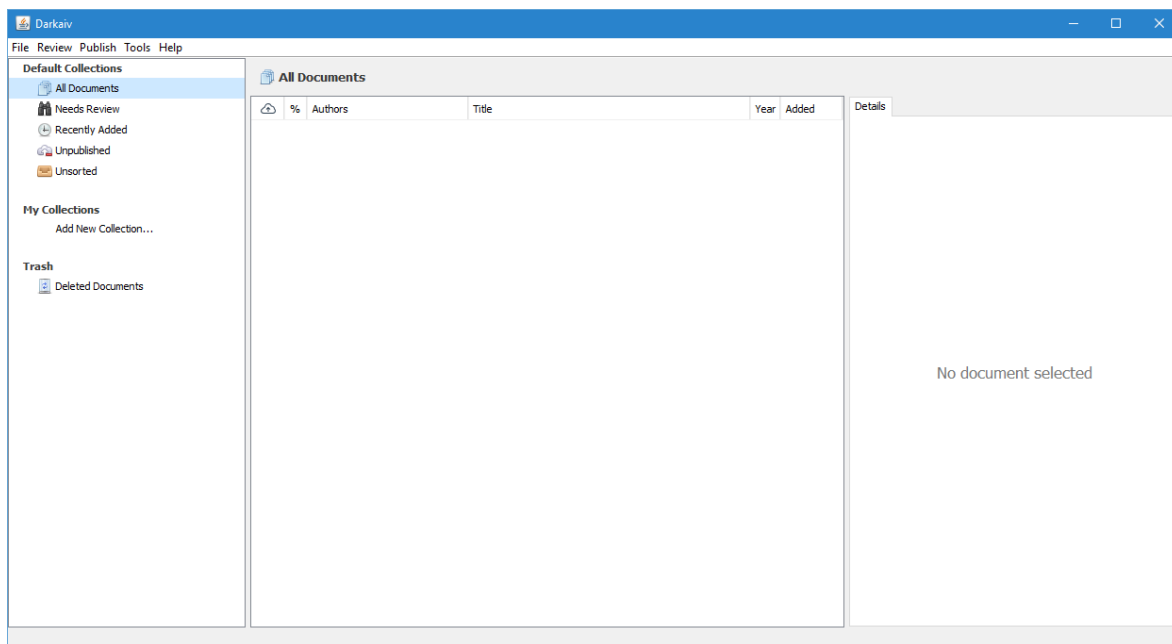 Darkaiv
File Review Publish Tools Help
Default Collections
All Documents
Needs Review
Recently Added
Unpublished
Unsorted
My Collections
Add New Collection...
Trash
Deleted Documents
All Documents
% Authors Title Year Added
Details
No document selected